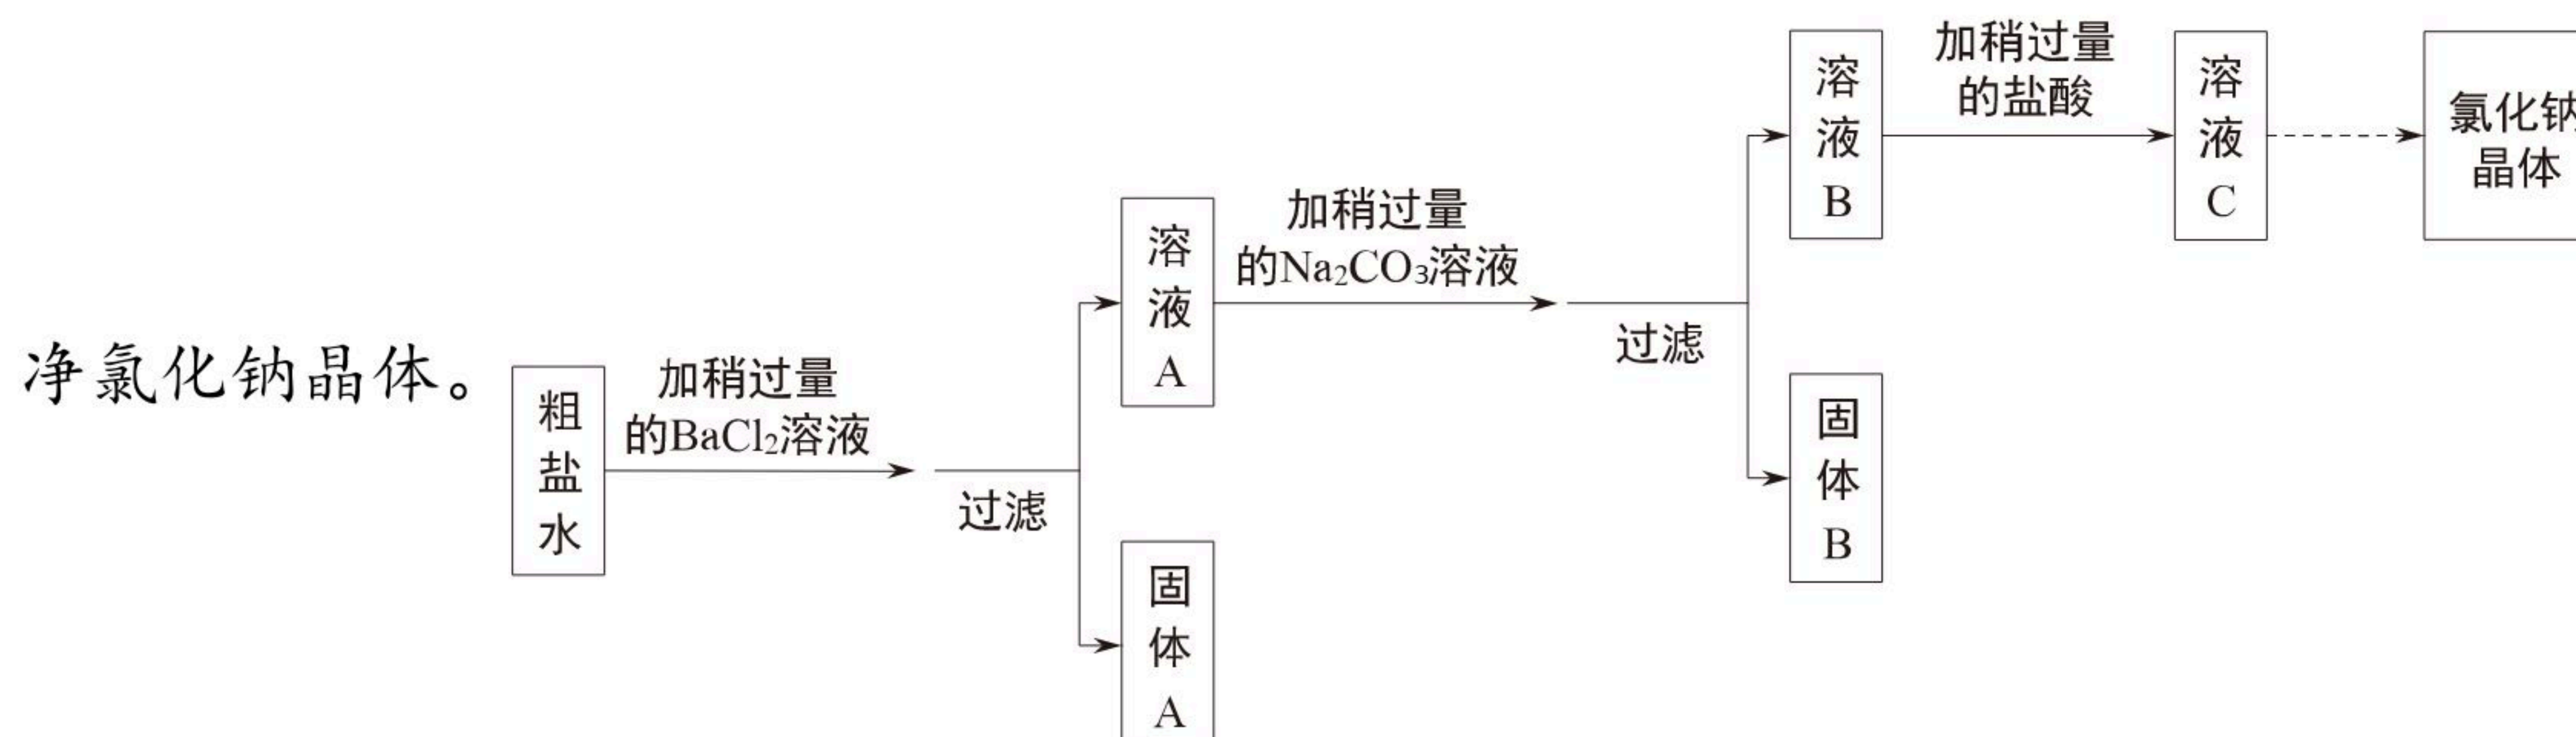 净氯化钠晶体。
粗盐水
加稍过量
的BaCl₂溶液
过滤
溶液A
固体A
加稍过量
的Na₂CO₃溶液
过滤
溶液B
固体B
加稍过量
的盐酸
溶液C
氯化钠
晶体